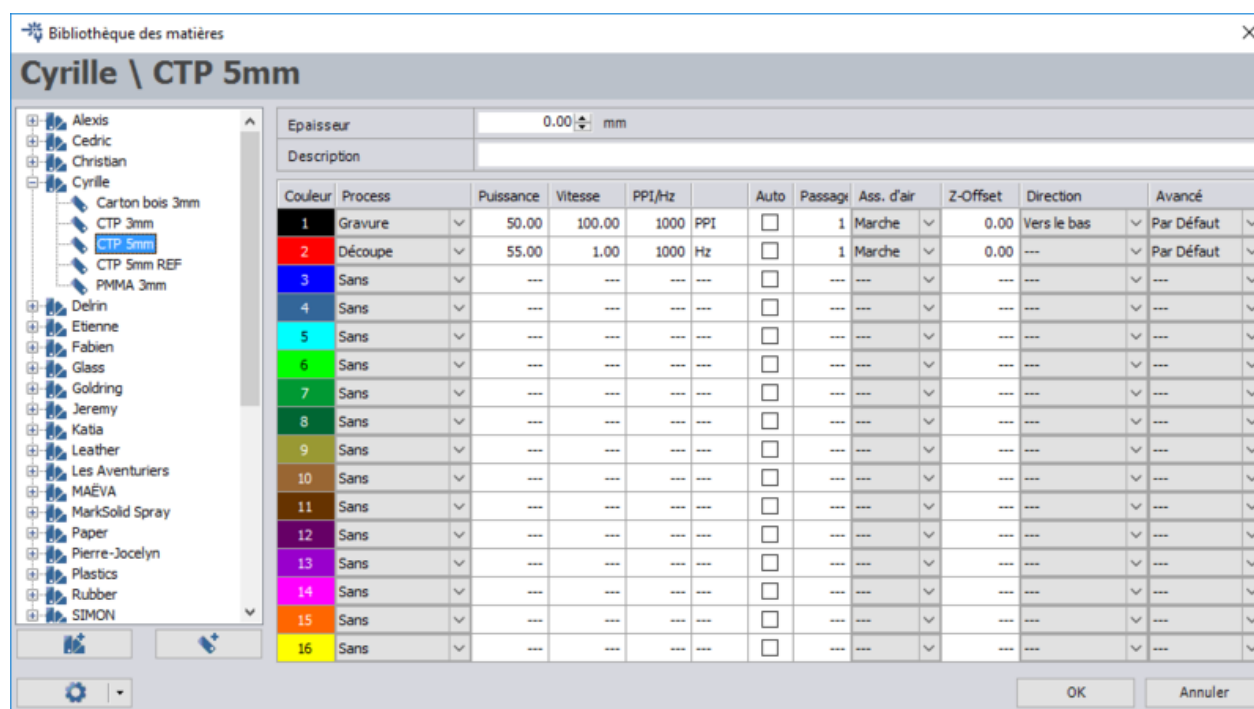 Bibliothèque des matières
Cyrille \ CTP 5mm
Alexis
Cedric
Christian
Cyrille
Carton bois 3mm
CTP 3mm
CTP 5mm
CTP 5mm REF
PMMA 3mm
Delrin
Etienne
Fabien
Glass
Goldring
Jeremy
Katia
Leather
Les Aventuriers
MAËVA
MarkSolid Spray
Paper
Pierre-Jocelyn
Plastics
Rubber
SIMON
Epaisseur 0.00 mm
Description
Couleur Process Puissance Vitesse PPI/Hz Auto Passage Ass. d'air Z-Offset Direction Avancé
1 Gravure 50.00 100.00 1000 PPI 1 Marche 0.00 Vers le bas Par Défaut
2 Découpe 55.00 1.00 1000 Hz 1 Marche 0.00 --- Par Défaut
3 Sans --- --- --- --- --- --- --- --- ---
4 Sans --- --- --- --- --- --- --- --- ---
5 Sans --- --- --- --- --- --- --- --- ---
6 Sans --- --- --- --- --- --- --- --- ---
7 Sans --- --- --- --- --- --- --- --- ---
8 Sans --- --- --- --- --- --- --- --- ---
9 Sans --- --- --- --- --- --- --- --- ---
10 Sans --- --- --- --- --- --- --- --- ---
11 Sans --- --- --- --- --- --- --- --- ---
12 Sans --- --- --- --- --- --- --- --- ---
13 Sans --- --- --- --- --- --- --- --- ---
14 Sans --- --- --- --- --- --- --- --- ---
15 Sans --- --- --- --- --- --- --- --- ---
16 Sans --- --- --- --- --- --- --- --- ---
OK Annuler